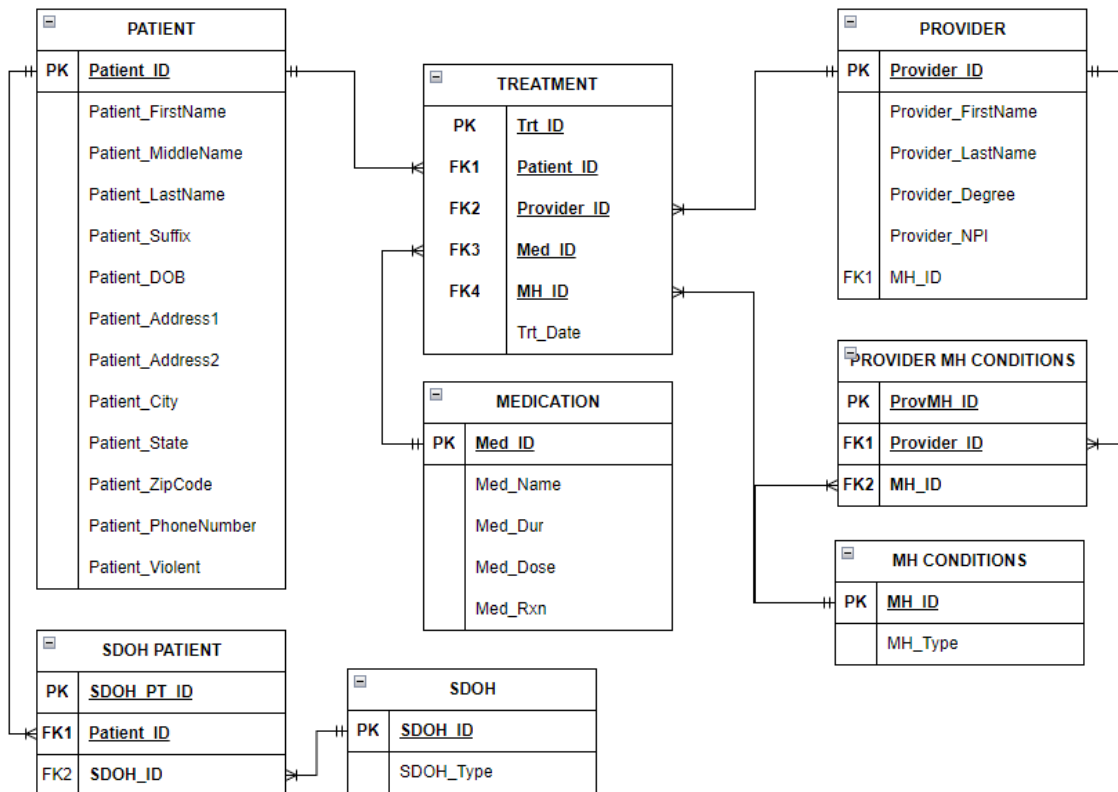 PATIENT
PK Patient_ID
Patient_FirstName
Patient_MiddleName
Patient_LastName
Patient_Suffix
Patient_DOB
Patient_Address1
Patient_Address2
Patient_City
Patient_State
Patient_ZipCode
Patient_PhoneNumber
Patient_Violent
TREATMENT
PK Trt_ID
FK1 Patient_ID
FK2 Provider_ID
FK3 Med_ID
FK4 MH_ID
Trt_Date
PROVIDER
PK Provider_ID
Provider_FirstName
Provider_LastName
Provider_Degree
Provider_NPI
FK1 MH_ID
MEDICATION
PK Med_ID
Med_Name
Med_Dur
Med_Dose
Med_Rxn
PROVIDER MH CONDITIONS
PK ProvMH_ID
FK1 Provider_ID
FK2 MH_ID
MH CONDITIONS
PK MH_ID
MH_Type
SDOH PATIENT
PK SDOH_PT_ID
FK1 Patient_ID
FK2 SDOH_ID
SDOH
PK SDOH_ID
SDOH_Type